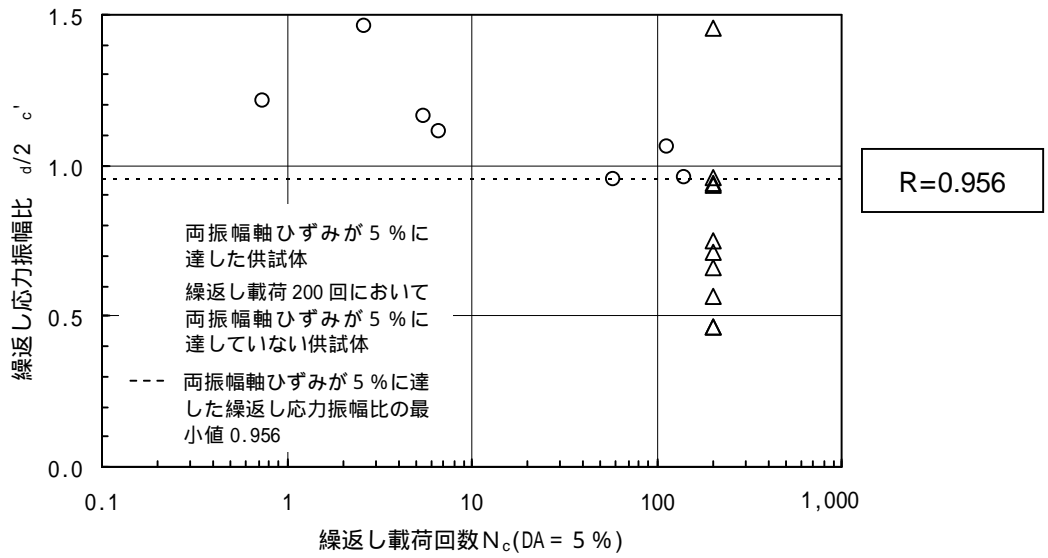 1.5
1.0
0.5
0.0
繰返し応力振幅比 d/2 c'
両振幅軸ひずみが5%に
達した供試体
繰返し載荷200回において
両振幅軸ひずみが5%に
達していない供試体
--- 両振幅軸ひずみが5%に達
した繰返し応力振幅比の最
小値0.956
R=0.956
0.1 1 10 100 1,000
繰返し載荷回数Nc(DA=5%)